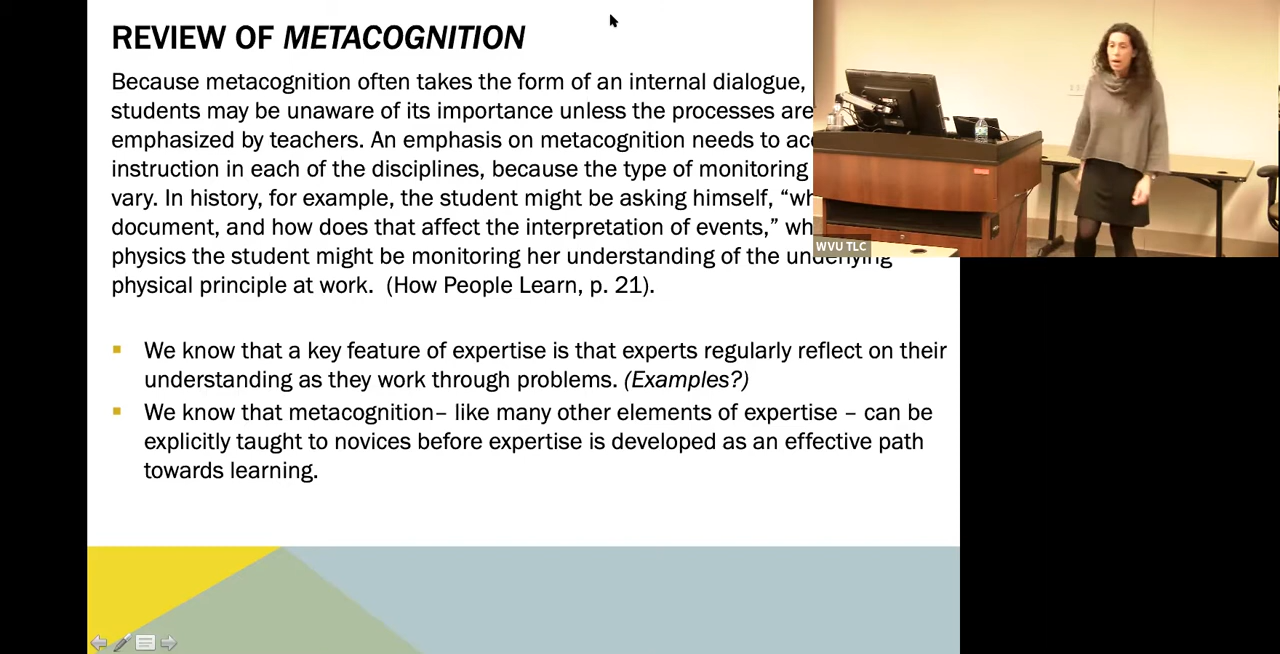 REVIEW OF METACOGNITION
Because metacognition often takes the form of an internal dialogue,
students may be unaware of its importance unless the processes are
emphasized by teachers. An emphasis on metacognition needs to
instruction in each of the disciplines, because the type of monitoring
vary. In history, for example, the student might be asking himself,
document, and how does that affect the interpretation of events,”
physics the student might be monitoring her understanding of the underlying
physical principle at work. (How People Learn, p. 21).
▪ We know that a key feature of expertise is that experts regularly reflect on their
understanding as they work through problems. (Examples?)
▪ We know that metacognition– like many other elements of expertise – can be
explicitly taught to novices before expertise is developed as an effective path
towards learning.
WVU TLC